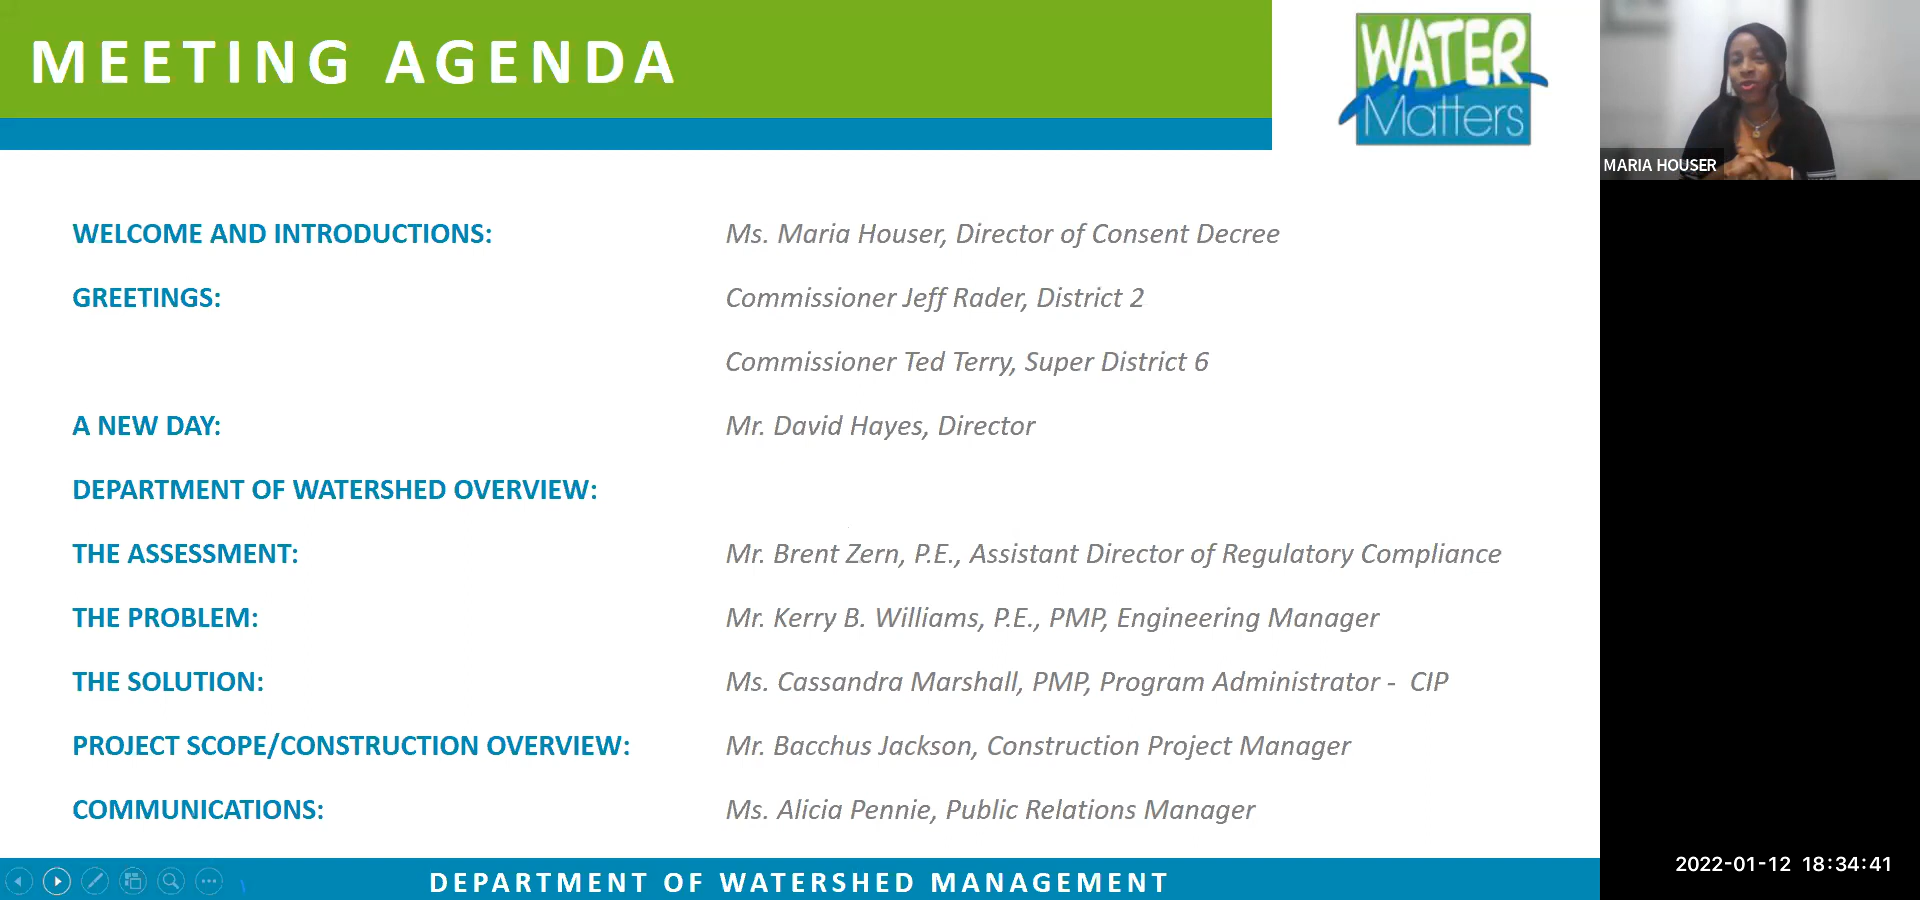 MEETING AGENDA
WATER
Matters
MARIA HOUSER
WELCOME AND INTRODUCTIONS: Ms. Maria Houser, Director of Consent Decree
GREETINGS: Commissioner Jeff Rader, District 2
Commissioner Ted Terry, Super District 6
A NEW DAY: Mr. David Hayes, Director
DEPARTMENT OF WATERSHED OVERVIEW:
THE ASSESSMENT: Mr. Brent Zern, P.E., Assistant Director of Regulatory Compliance
THE PROBLEM: Mr. Kerry B. Williams, P.E., PMP, Engineering Manager
THE SOLUTION: Ms. Cassandra Marshall, PMP, Program Administrator - CIP
PROJECT SCOPE/CONSTRUCTION OVERVIEW: Mr. Bacchus Jackson, Construction Project Manager
COMMUNICATIONS: Ms. Alicia Pennie, Public Relations Manager
DEPARTMENT OF WATERSHED MANAGEMENT
2022-01-12 18:34:41